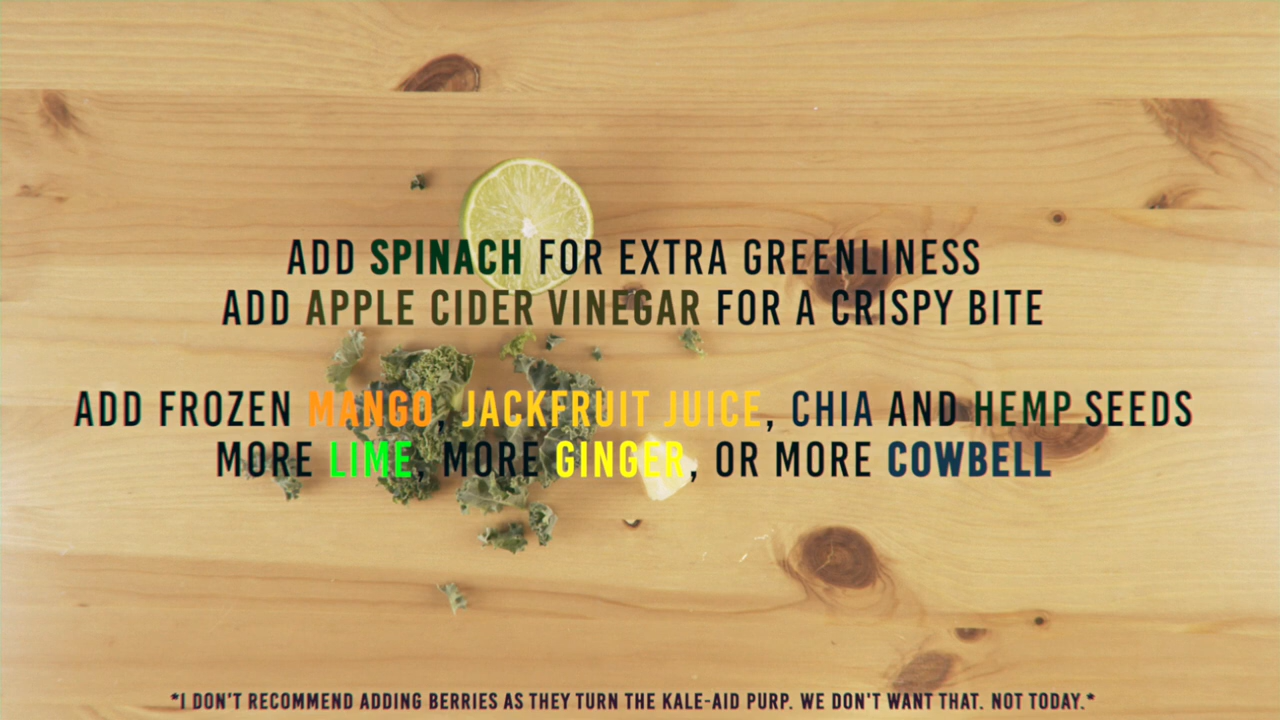 ADD SPINACH FOR EXTRA GREENLINESS
ADD APPLE CIDER VINEGAR FOR A CRISPY BITE
ADD FROZEN MANGO, JACKFRUIT JUICE, CHIA AND HEMP SEEDS
MORE LIME, MORE GINGER, OR MORE COWBELL
*I DON'T RECOMMEND ADDING BERRIES AS THEY TURN THE KALE-AID PURP. WE DON'T WANT THAT. NOT TODAY.*